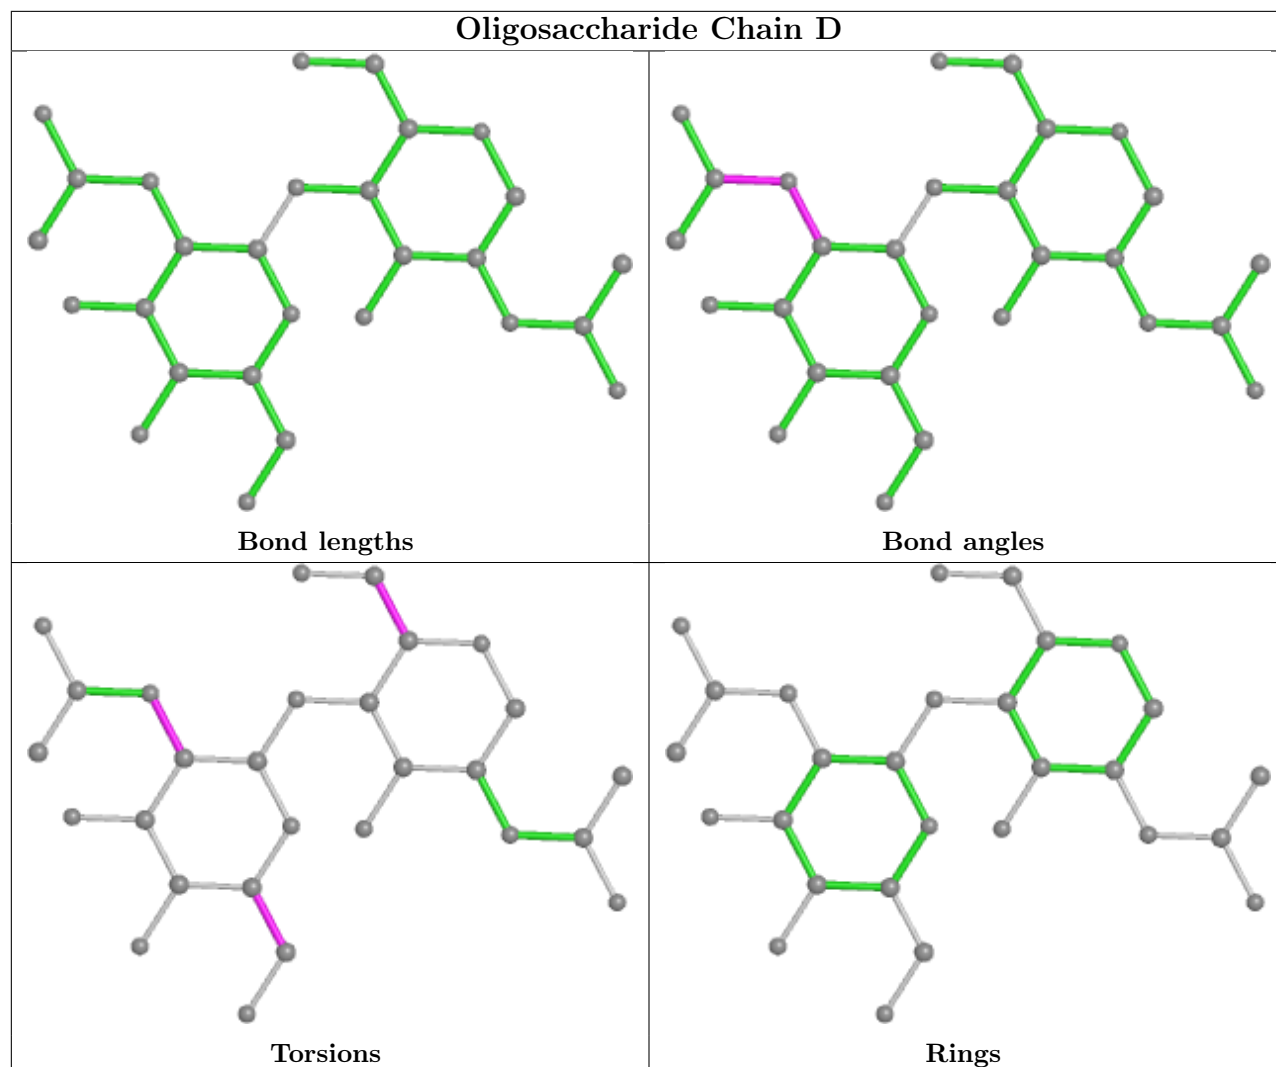 Oligosaccharide Chain D
Bond lengths
Bond angles
Torsions
Rings